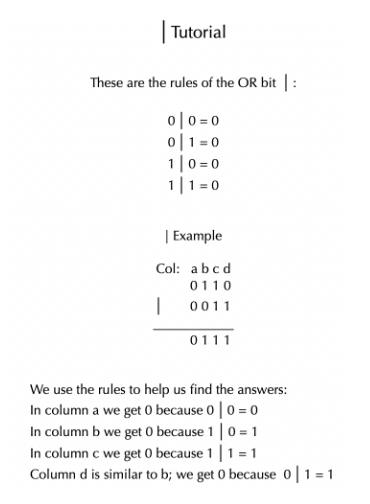 | Tutorial
These are the rules of the OR bit | :
0 | 0 = 0
0 | 1 = 0
1 | 0 = 0
1 | 1 = 0
| Example
Col: a b c d
0 1 1 0
| 0 0 1 1
0 1 1 1
We use the rules to help us find the answers:
In column a we get 0 because 0 | 0 = 0
In column b we get 0 because 1 | 0 = 1
In column c we get 0 because 1 | 1 = 1
Column d is similar to b; we get 0 because 0 | 1 = 1